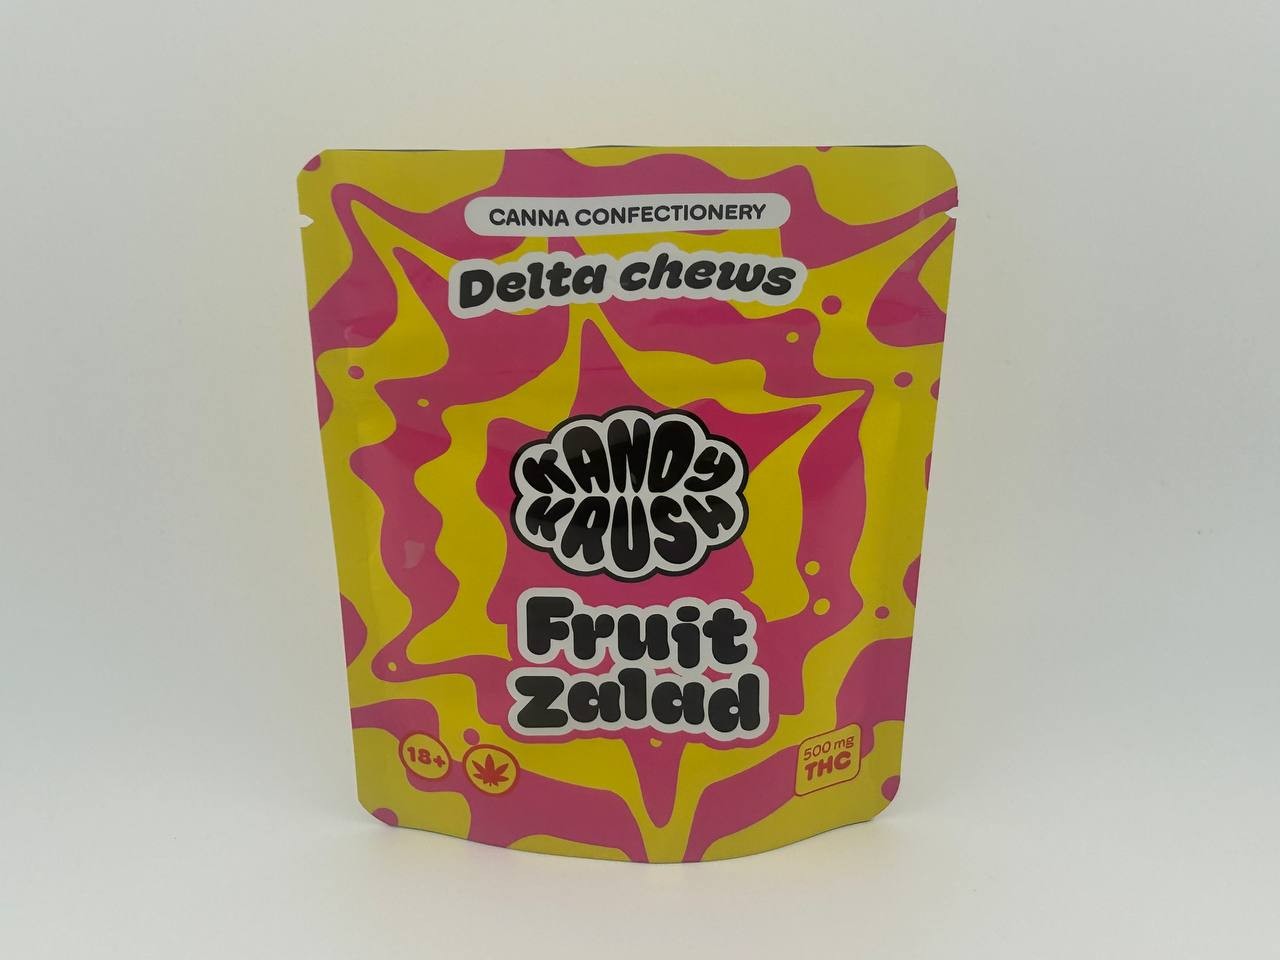 CANNA CONFECTIONERY
Delta chews
KANDY
KRUSH
Fruit
Zalad
18+
500 mg
THC